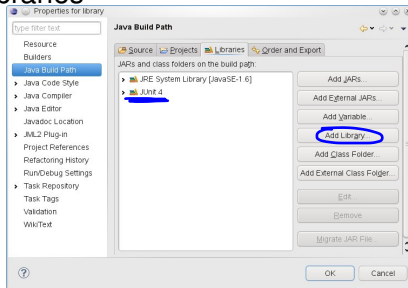 Properties for library
type filter text
Resource
Builders
Java Build Path
Java Code Style
Java Compiler
Java Editor
Javadoc Location
JML2 Plug-in
Project References
Refactoring History
Run/Debug Settings
Task Repository
Task Tags
Validation
WikiText
Java Build Path
Source
Projects
Libraries
Order and Export
JARs and class folders on the build path:
JRE System Library [JavaSE-1.6]
JUnit 4
Add JARs...
Add External JARs...
Add Variable...
Add Library...
Add Class Folder...
Add External Class Folder...
Edit...
Remove
Migrate JAR File...
OK
Cancel